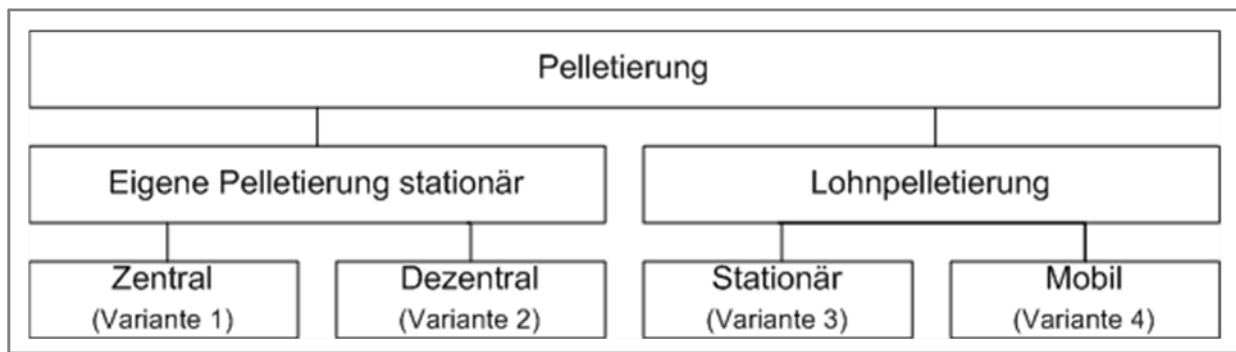 Pelletierung
Eigene Pelletierung stationär
Lohnpelletierung
Zentral
(Variante 1)
Dezentral
(Variante 2)
Stationär
(Variante 3)
Mobil
(Variante 4)